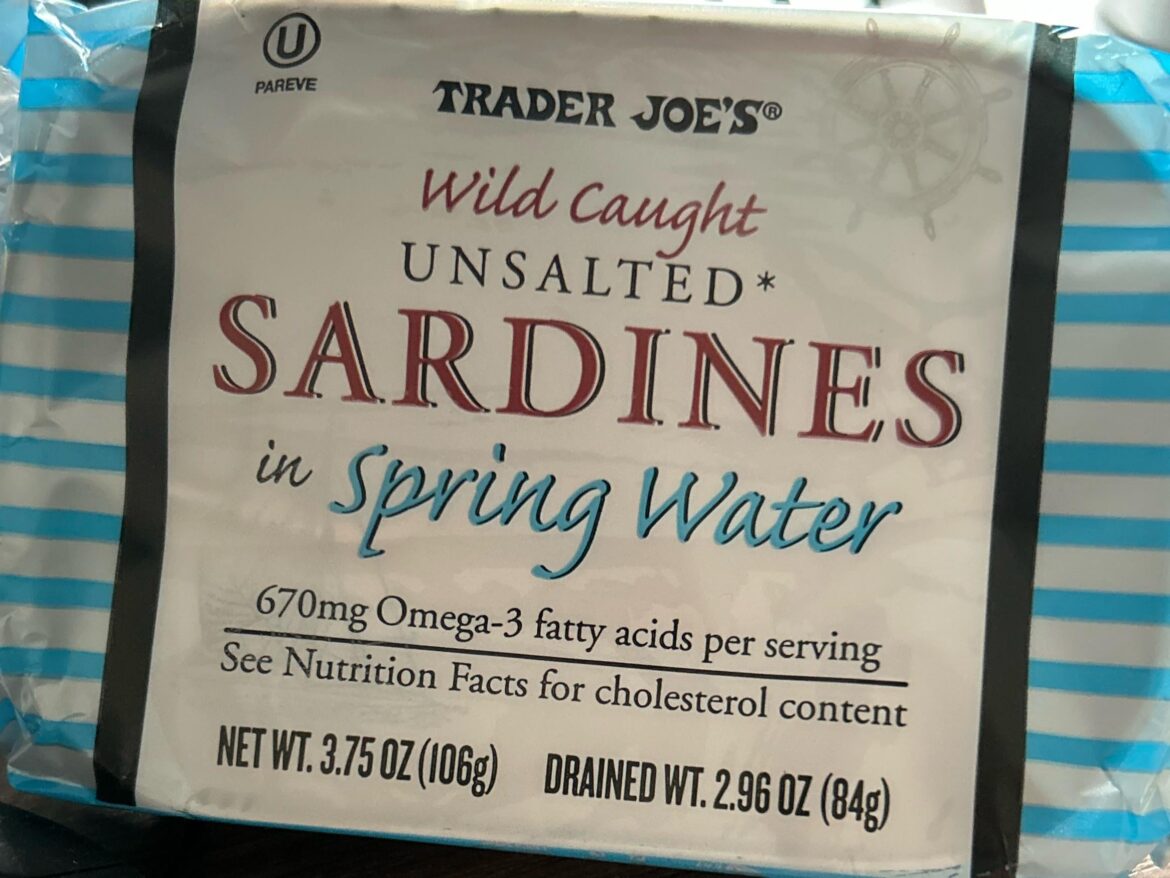 U
PAREVE
TRADER JOE'S®
Wild Caught
UNSALTED*
SARDINES
in Spring Water
670mg Omega-3 fatty acids per serving
See Nutrition Facts for cholesterol content
NET WT. 3.75 OZ (106g) DRAINED WT. 2.96 OZ (84g)